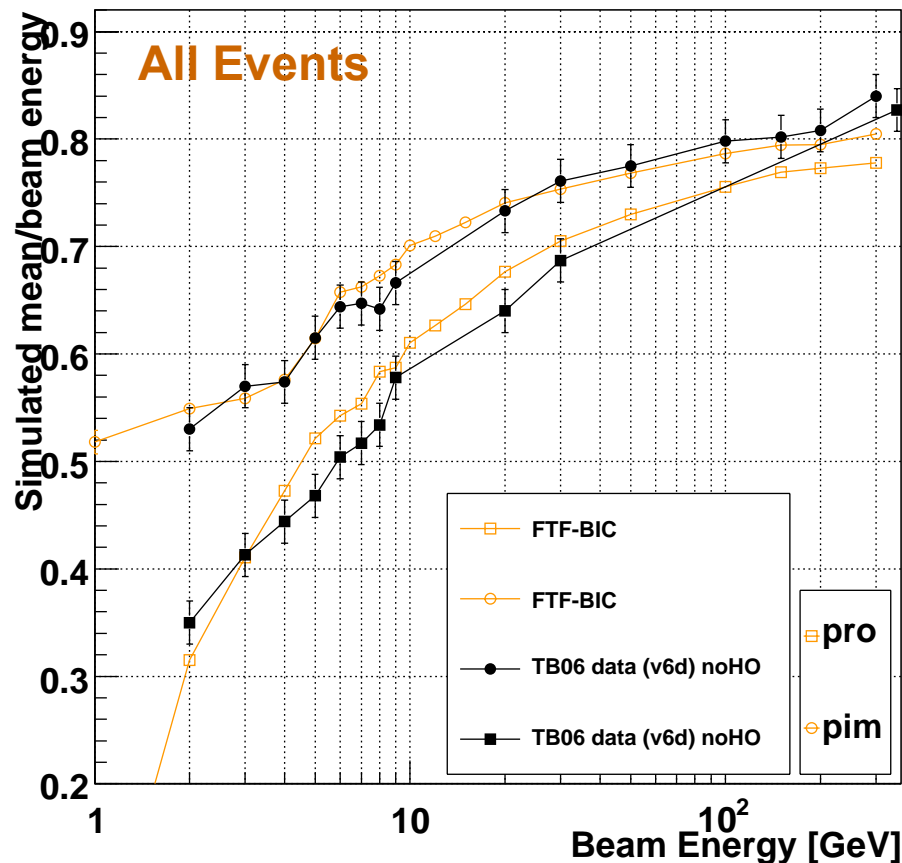 All Events
Simulated mean/beam energy
0.9
0.8
0.7
0.6
0.5
0.4
0.3
0.2
FTF-BIC
FTF-BIC
TB06 data (v6d) noHO
TB06 data (v6d) noHO
pro
pim
1
10
10²
Beam Energy [GeV]